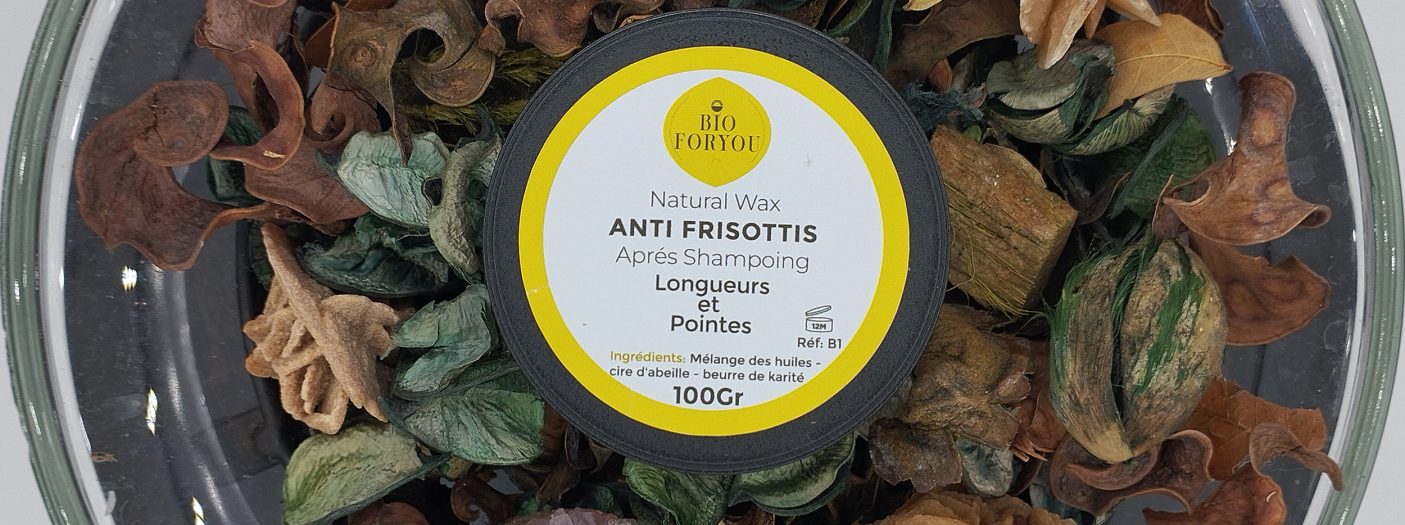 BIO
FORYOU
Natural Wax
ANTI FRISOTTIS
Aprés Shampoing
Longueurs
et
Pointes
12M
Réf: B1
Ingrédients: Mélange des huiles -
cire d'abeille - beurre de karité
100Gr